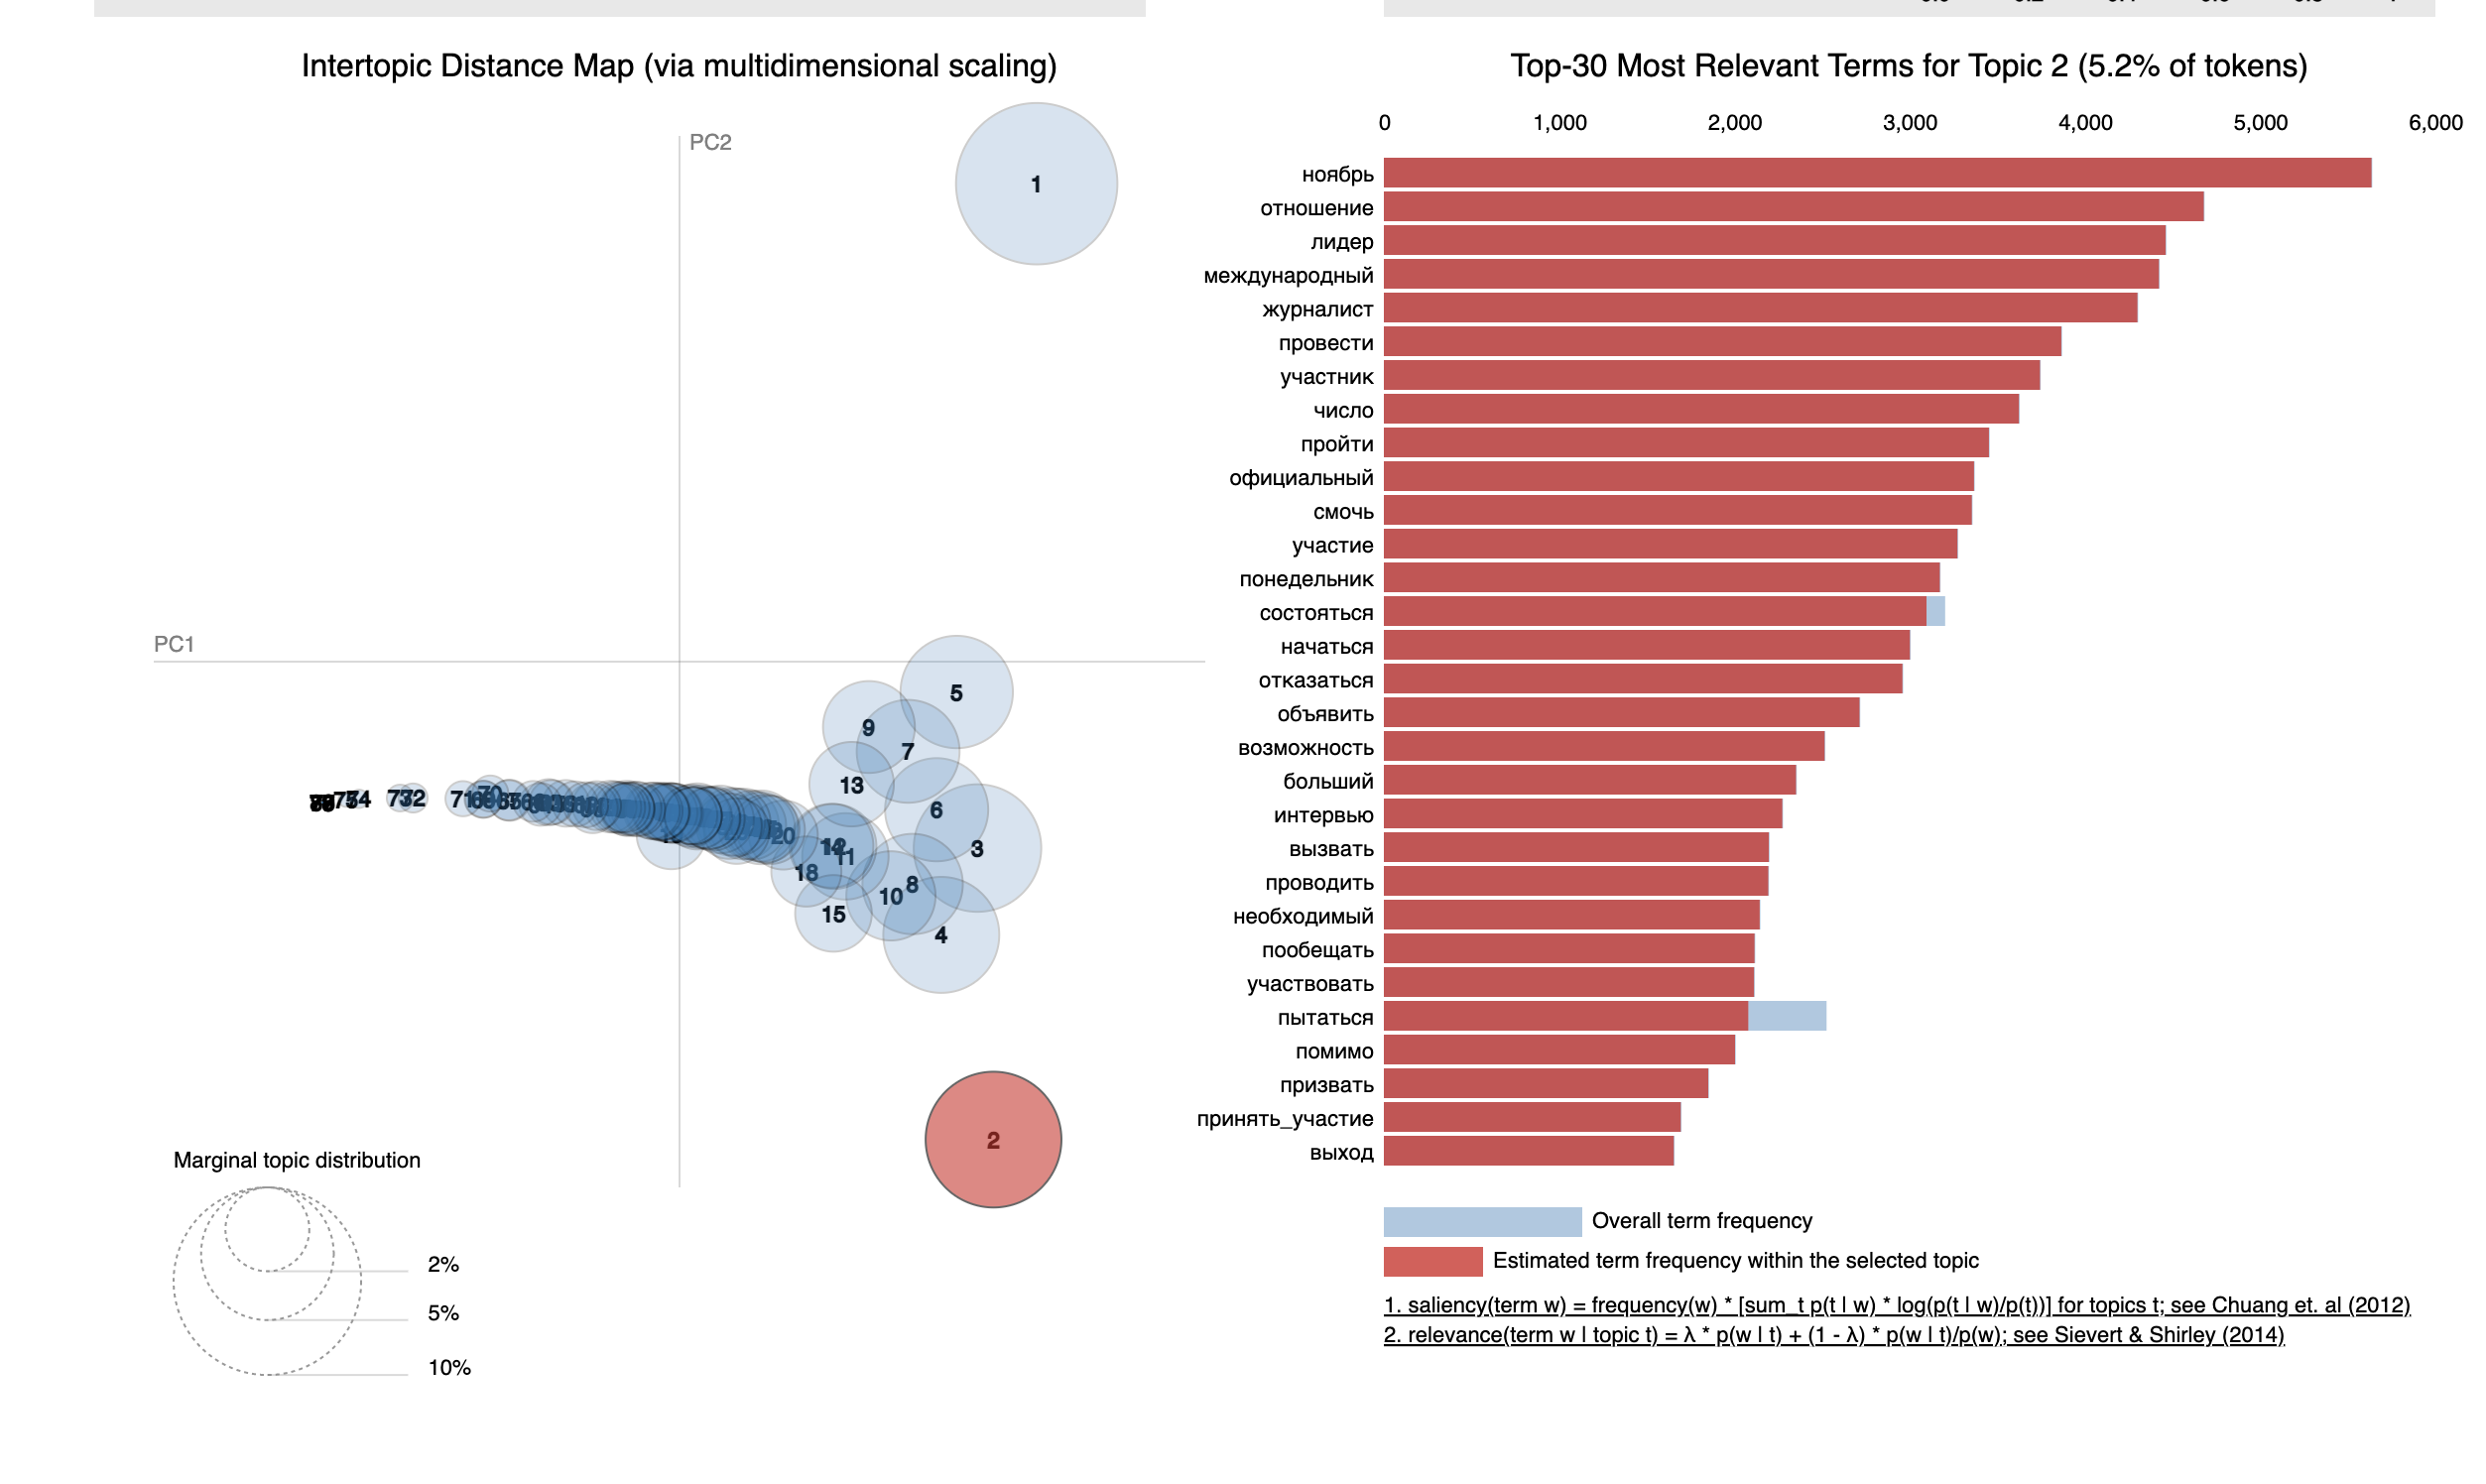 Intertopic Distance Map (via multidimensional scaling)
PC2
PC1
1
5
9
7
13
6
3
20
11
18
8
10
15
4
2
70
72
74
Marginal topic distribution
2%
5%
10%
Top-30 Most Relevant Terms for Topic 2 (5.2% of tokens)
0 1,000 2,000 3,000 4,000 5,000 6,000
ноябрь
отношение
лидер
международный
журналист
провести
участник
число
пройти
официальный
смочь
участие
понедельник
состояться
начаться
отказаться
объявить
возможность
больший
интервью
вызвать
проводить
необходимый
пообещать
участвовать
пытаться
помимо
призвать
принять_участие
выход
Overall term frequency
Estimated term frequency within the selected topic
1. saliency(term w) = frequency(w) * [sum_t p(t | w) * log(p(t | w)/p(t))] for topics t; see Chuang et. al (2012)
2. relevance(term w | topic t) = λ * p(w | t) + (1 - λ) * p(w | t)/p(w); see Sievert & Shirley (2014)